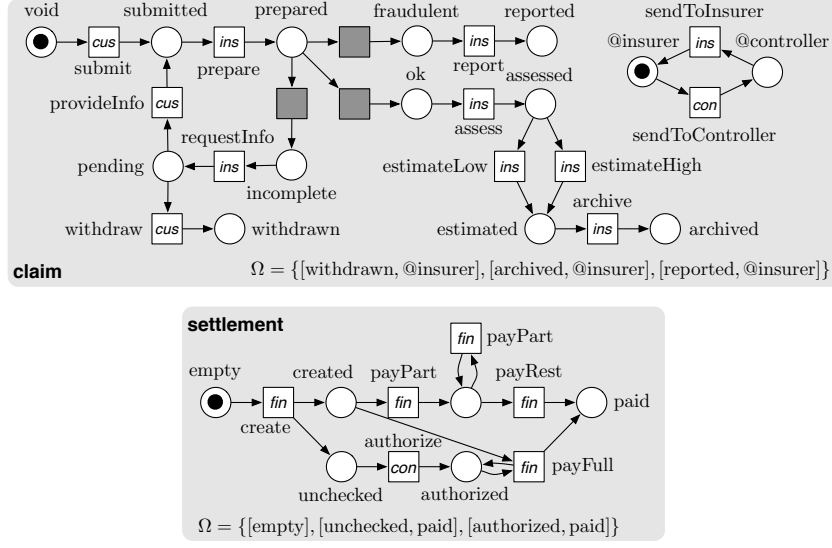 void submitted prepared fraudulent reported sendToInsurer
@insurer @controller
cus ins ins ins
submit prepare report
ok assessed
provideInfo cus ins con
assess
requestInfo sendToController
pending ins estimateLow ins ins estimateHigh
incomplete archive
withdraw cus withdrawn estimated ins archived
claim Ω = {[withdrawn, @insurer], [archived, @insurer], [reported, @insurer]}
settlement
fin payPart
empty created payPart payRest
fin fin fin paid
create authorize
con fin payFull
unchecked authorized
Ω = {[empty], [unchecked, paid], [authorized, paid]}